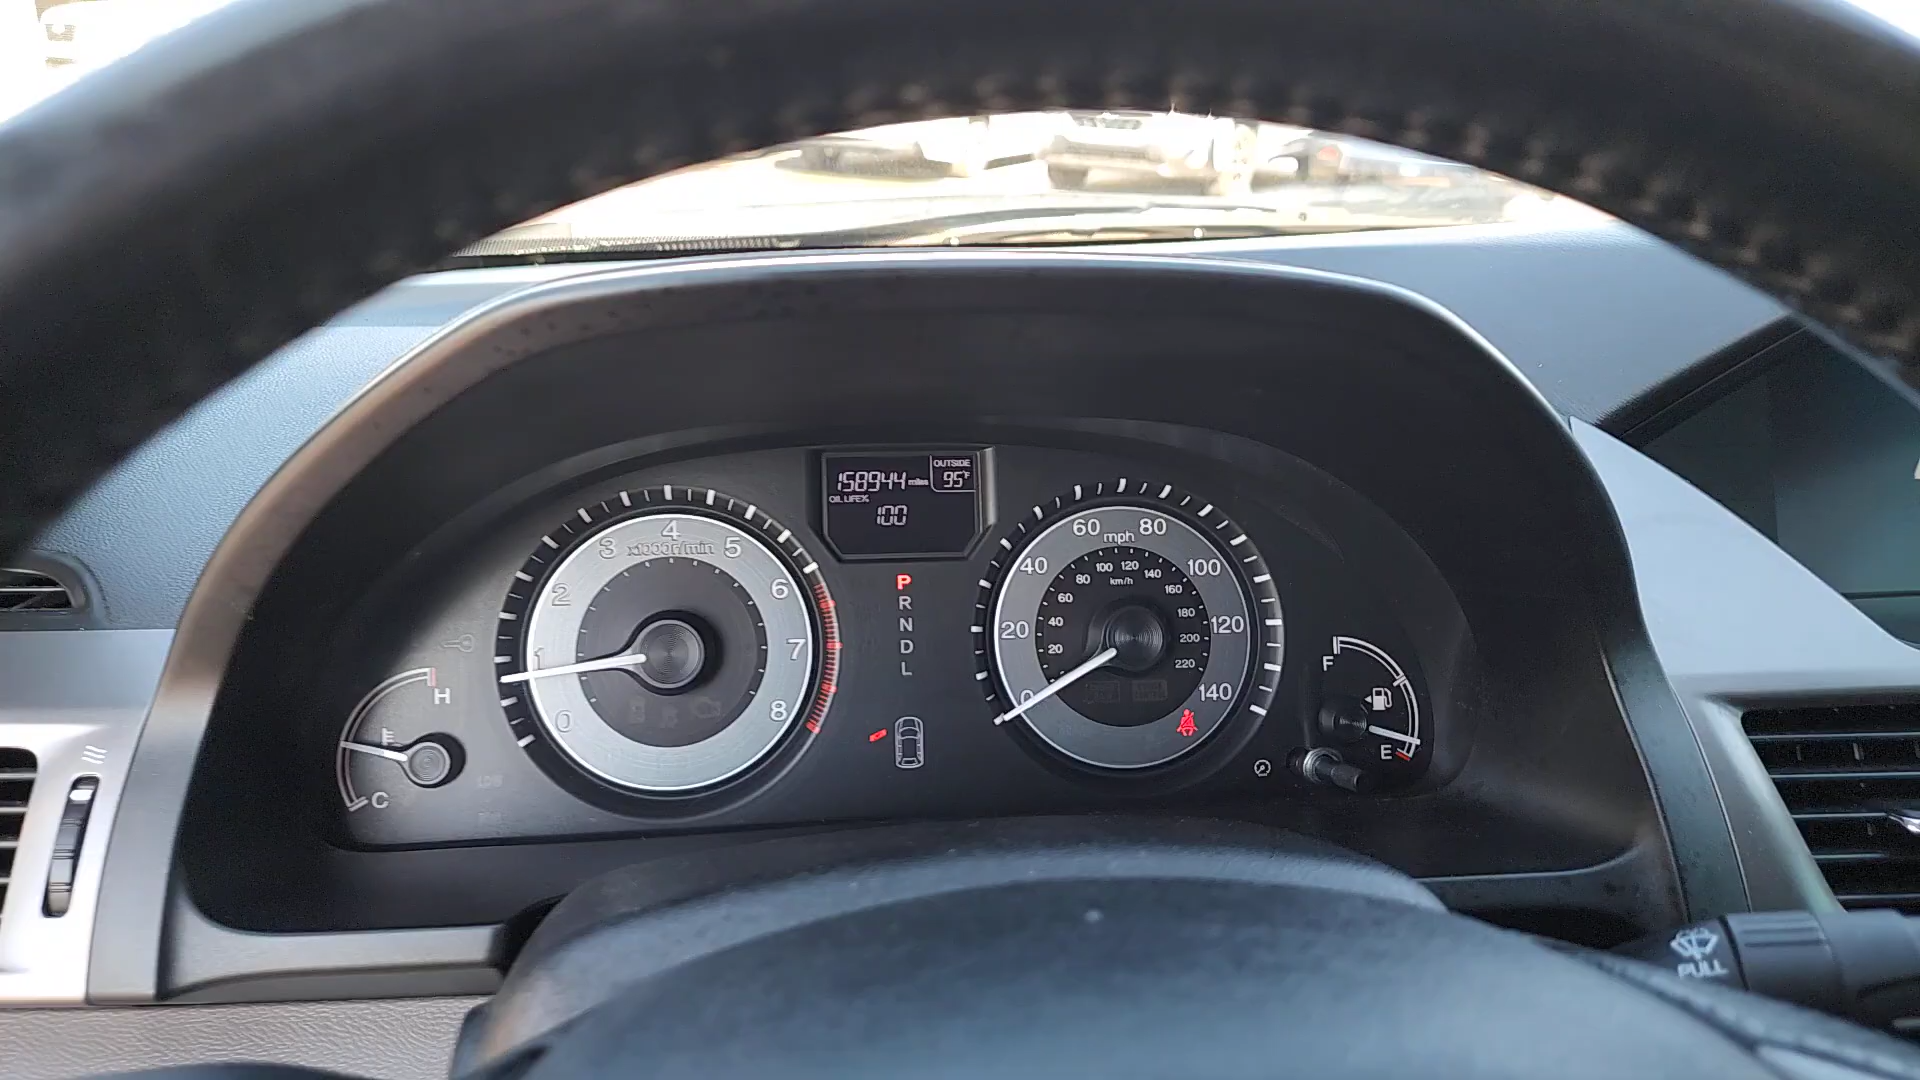 158944 miles
OUTSIDE
95°F
OIL LIFE%
100
0
1
2
3
4
5
6
7
8
x1000r/min
P
R
N
D
L
0
20
40
60
80
100
120
140
mph
20
40
60
80
100
120
140
160
180
200
220
km/h
H
C
F
E
PULL